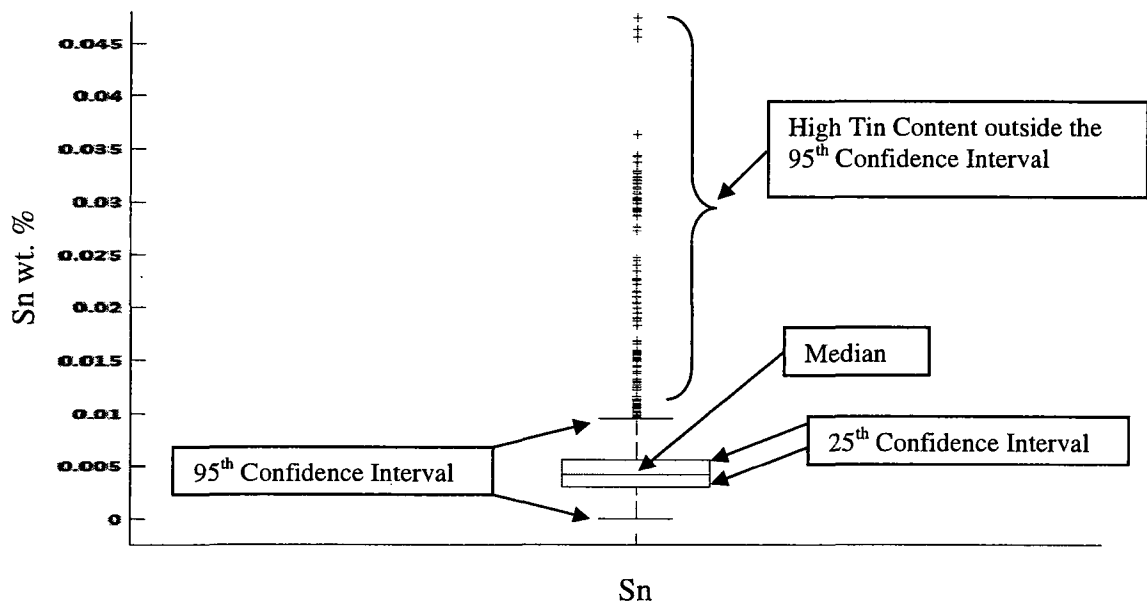 0.045
0.04
0.035
0.03
0.025
0.02
0.015
0.01
0.005
0
Sn wt. %
High Tin Content outside the
95th Confidence Interval
Median
25th Confidence Interval
95th Confidence Interval
Sn